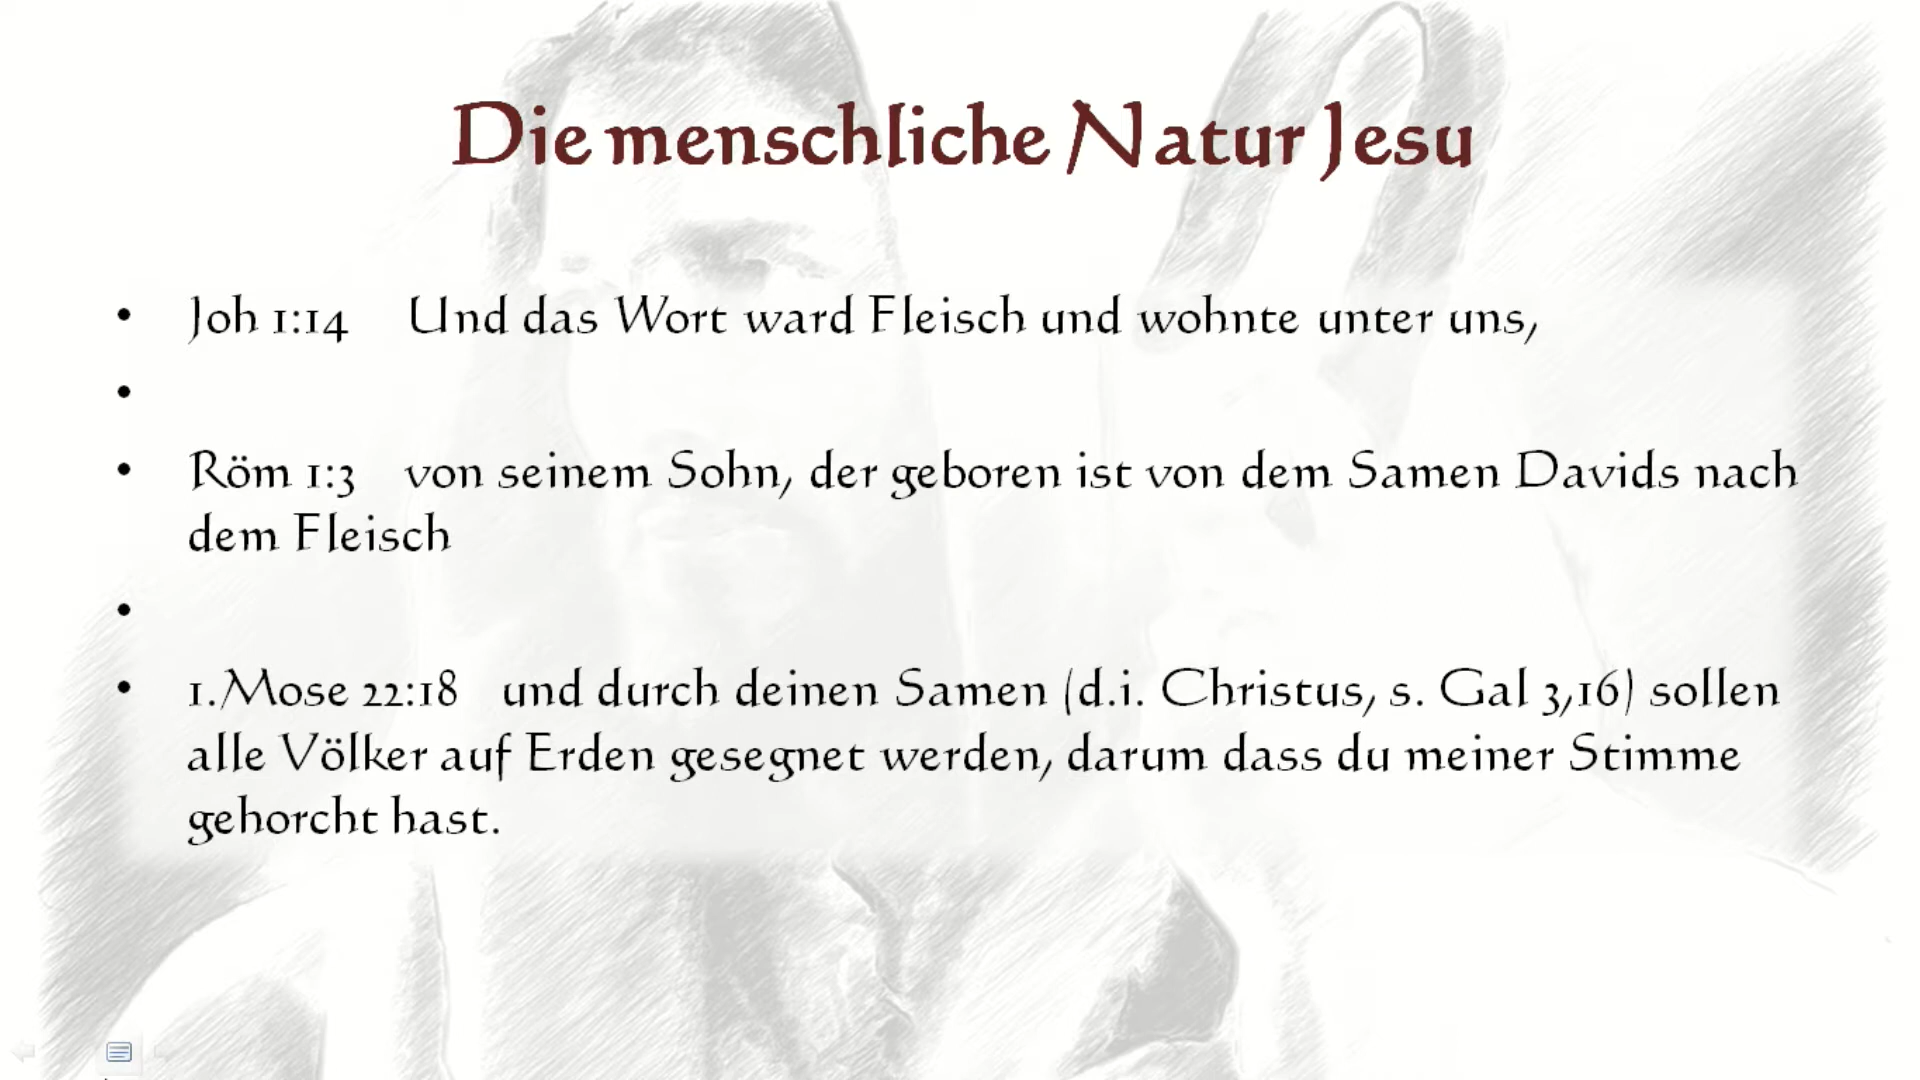 Die menschliche Natur Jesu
• Joh 1:14 Und das Wort ward Fleisch und wohnte unter uns,
•
• Röm 1:3 von seinem Sohn, der geboren ist von dem Samen Davids nach
dem Fleisch
•
• 1.Mose 22:18 und durch deinen Samen (d.i. Christus, s. Gal 3,16) sollen
alle Völker auf Erden gesegnet werden, darum dass du meiner Stimme
gehorcht hast.